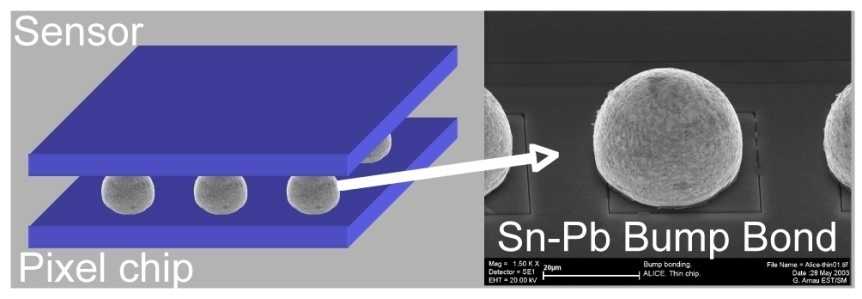 Sensor
Pixel chip
Sn-Pb Bump Bond
Mag = 1.50 K X
Detector = SE1
EHT = 20.00 kV
20µm
Bump bonding.
ALICE. Thin chip.
File Name = Alice-thin01.tif
Date :28 May 2003
G. Arnau EST/SM